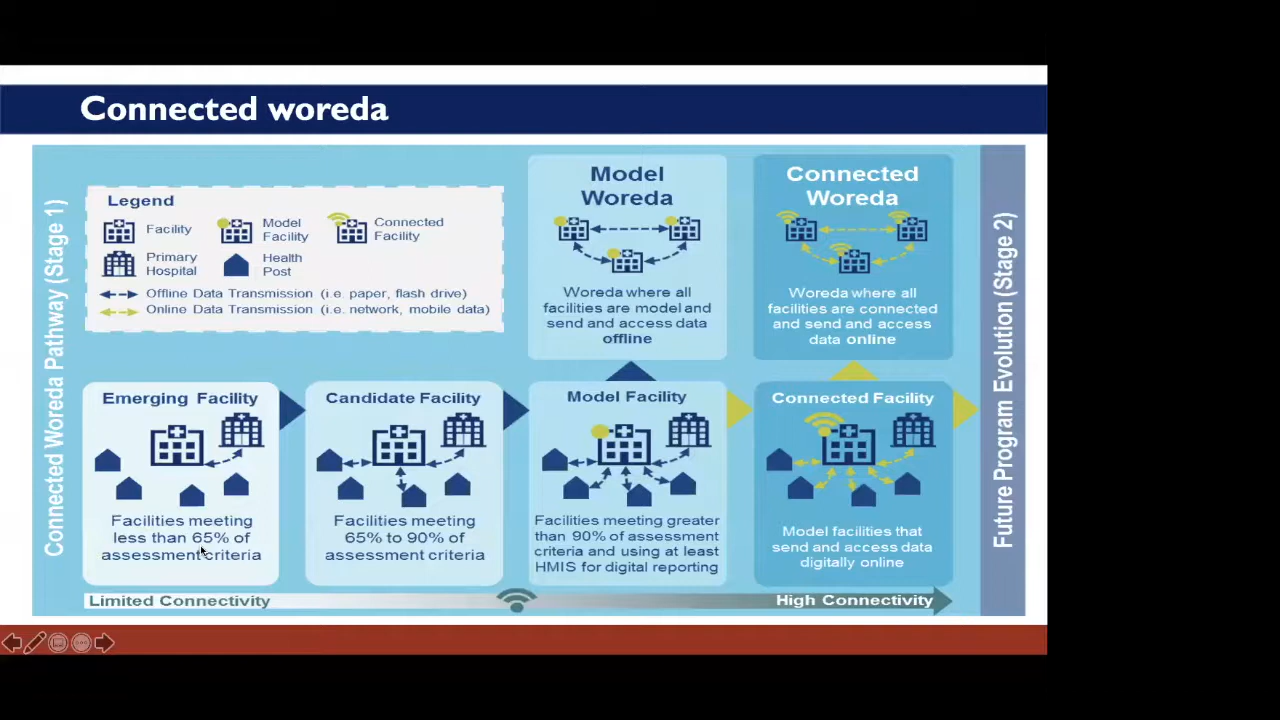 Connected woreda
Connected Woreda Pathway (Stage 1)
Legend
Facility
Model
Facility
Connected
Facility
Primary
Hospital
Health
Post
Offline Data Transmission (i.e. paper, flash drive)
Online Data Transmission (i.e. network, mobile data)
Model
Woreda
Woreda where all
facilities are model and
send and access data
offline
Connected
Woreda
Woreda where all
facilities are connected
and send and access
data online
Emerging Facility
Facilities meeting
less than 65% of
assessment criteria
Candidate Facility
Facilities meeting
65% to 90% of
assessment criteria
Model Facility
Facilities meeting greater
than 90% of assessment
criteria and using at least
HMIS for digital reporting
Connected Facility
Model facilities that
send and access data
digitally online
Limited Connectivity
High Connectivity
Future Program Evolution (Stage 2)